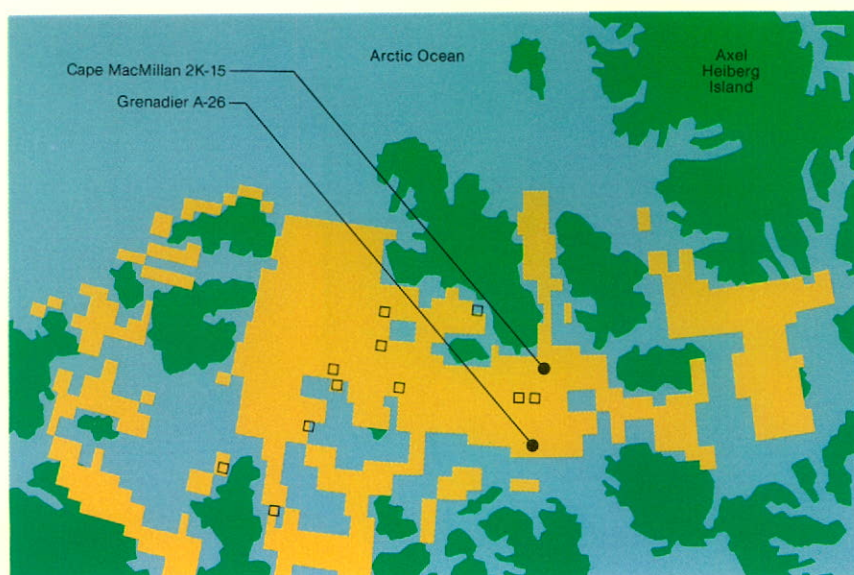 Arctic Ocean
Axel
Heiberg
Island
Cape MacMillan 2K-15
Grenadier A-26